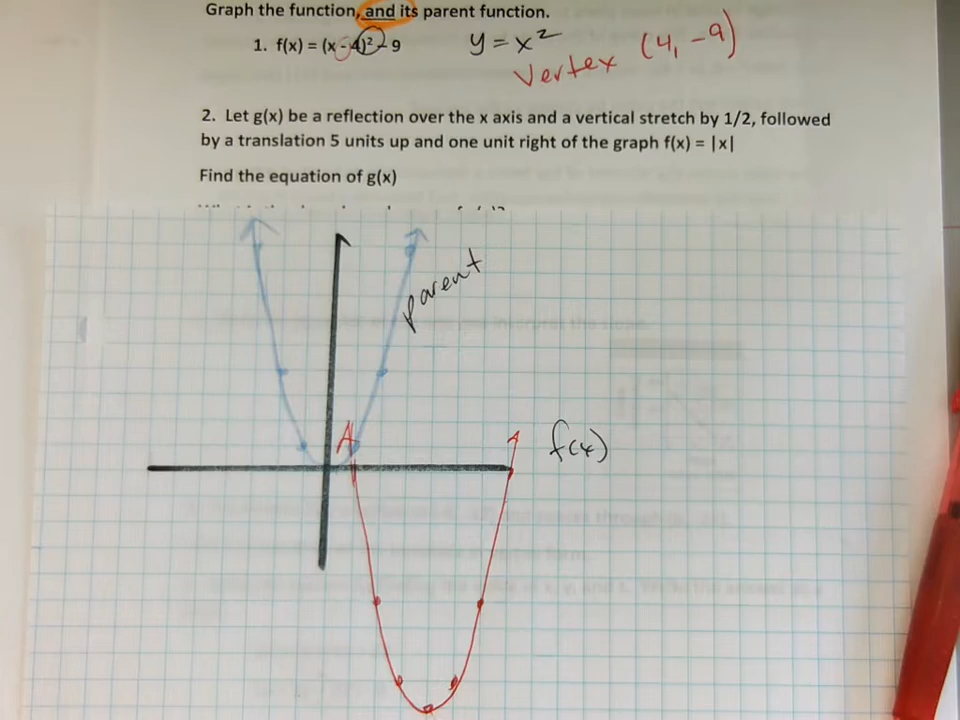 Graph the function, and its parent function.
1. f(x) = (x - 4)² - 9
y = x²
Vertex (4, -9)
2. Let g(x) be a reflection over the x axis and a vertical stretch by 1/2, followed
by a translation 5 units up and one unit right of the graph f(x) = |x|
Find the equation of g(x)
parent
f(x)